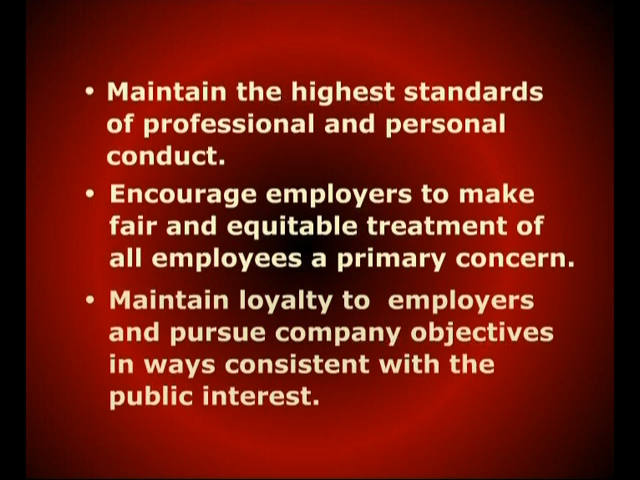 • Maintain the highest standards
of professional and personal
conduct.
• Encourage employers to make
fair and equitable treatment of
all employees a primary concern.
• Maintain loyalty to  employers
and pursue company objectives
in ways consistent with the
public interest.